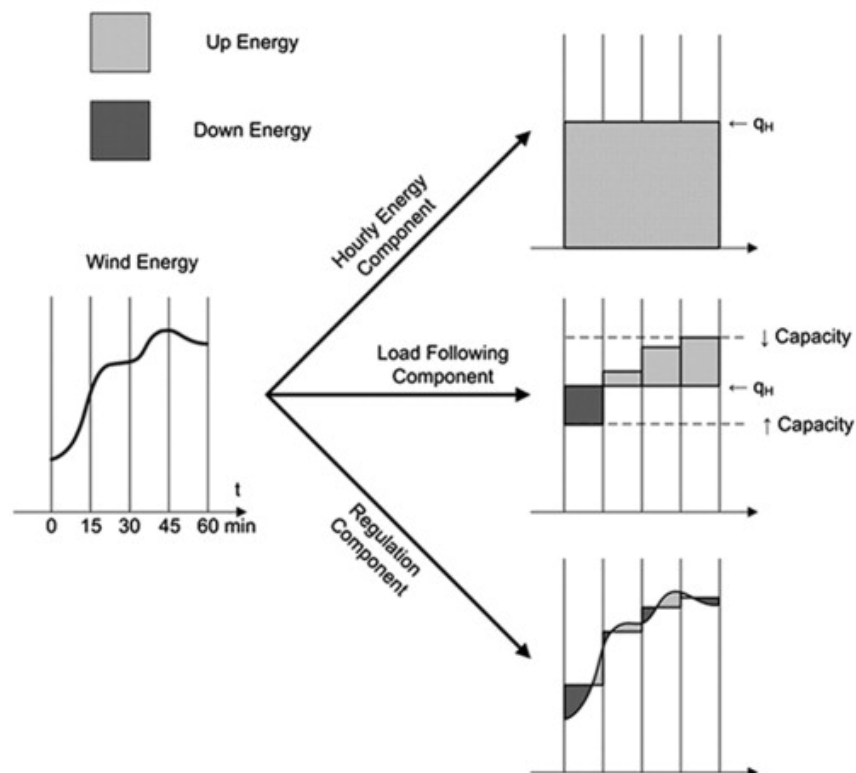 Up Energy
Down Energy
Wind Energy
t
0 15 30 45 60 min
Hourly Energy
Component
← qH
Load Following
Component
↓ Capacity
← qH
↑ Capacity
Regulation
Component